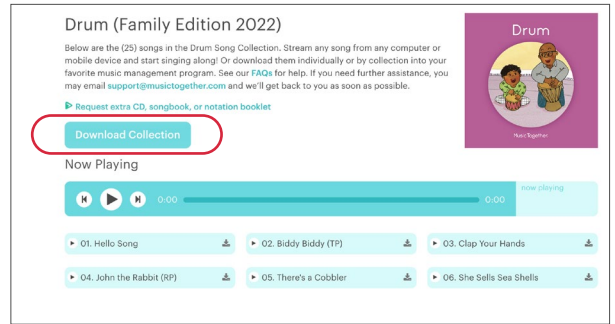 Drum (Family Edition 2022)
Below are the (25) songs in the Drum Song Collection. Stream any song from any computer or
mobile device and start singing along! Or download them individually or by collection into your
favorite music management program. See our FAQs for help. If you need further assistance, you
may email support@musictogether.com and we'll get back to you as soon as possible.
Request extra CD, songbook, or notation booklet
Download Collection
Drum
Music Together
Now Playing
0:00
0:00
now playing
01. Hello Song
02. Biddy Biddy (TP)
03. Clap Your Hands
04. John the Rabbit (RP)
05. There's a Cobbler
06. She Sells Sea Shells